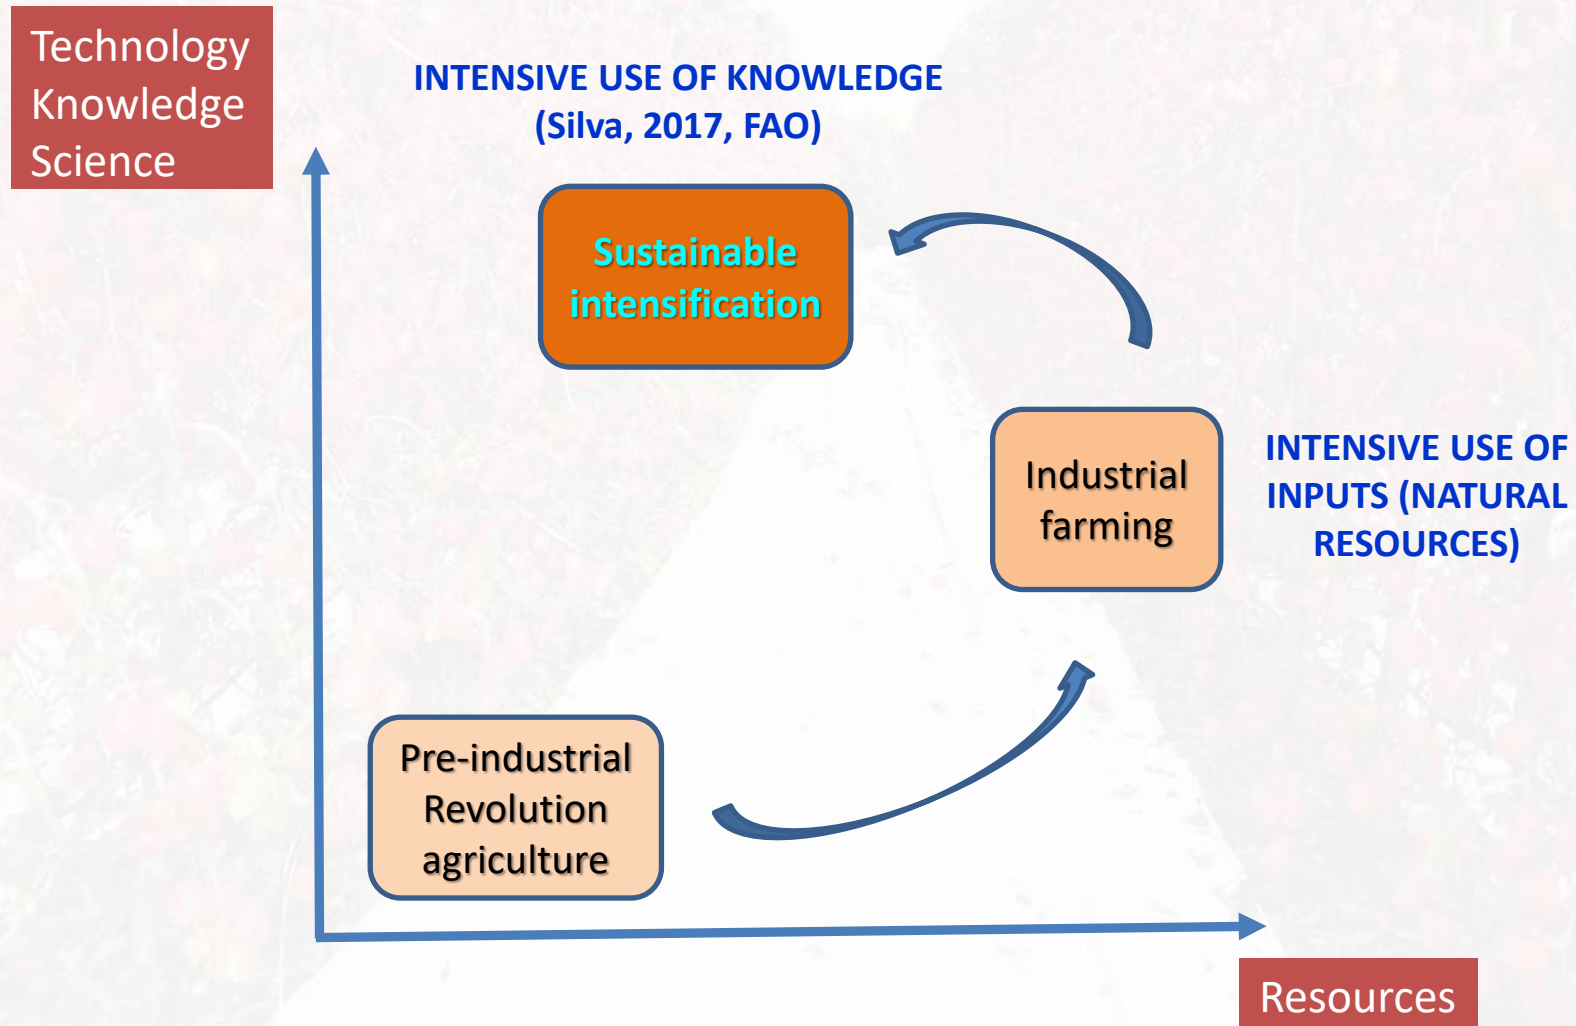 Technology
Knowledge
Science
INTENSIVE USE OF KNOWLEDGE
(Silva, 2017, FAO)
Sustainable
intensification
Industrial
farming
INTENSIVE USE OF
INPUTS (NATURAL
RESOURCES)
Pre-industrial
Revolution
agriculture
Resources